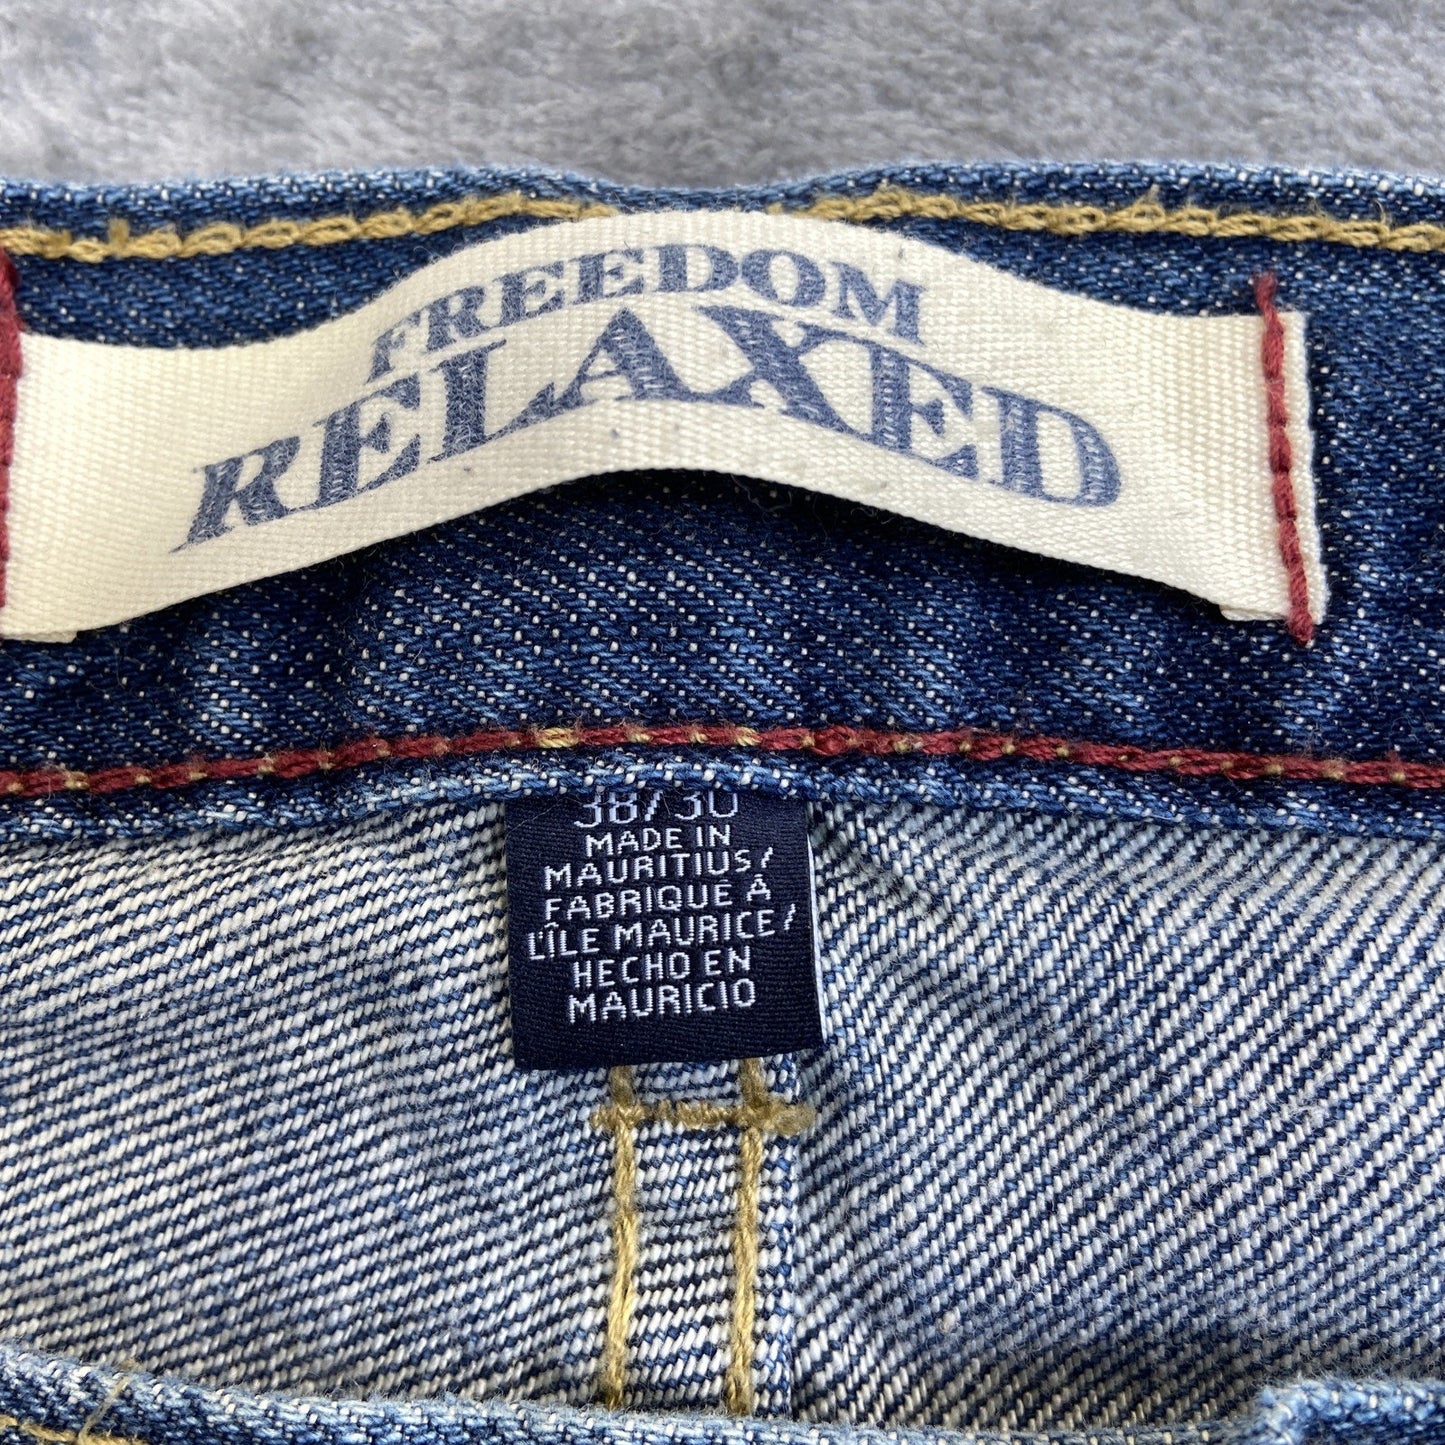 FREEDOM
RELAXED
38/30
MADE IN
MAURITIUS/
FABRIQUÉ À
L'ÎLE MAURICE/
HECHO EN
MAURICIO